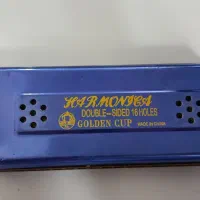 HARMONICA
DOUBLE-SIDED 16 HOLES
GOLDEN CUP
MADE IN CHINA